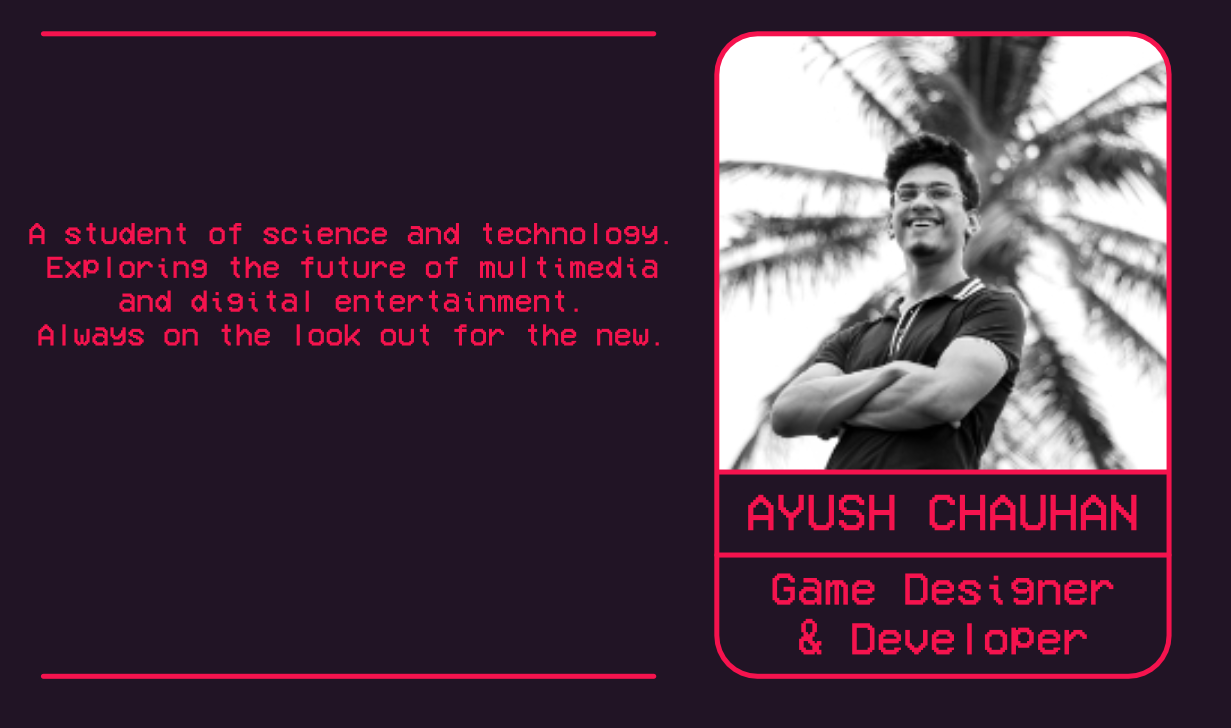 A student of science and technology.
Exploring the future of multimedia
and digital entertainment.
Always on the look out for the new.
AYUSH CHAUHAN
Game Designer
& Developer